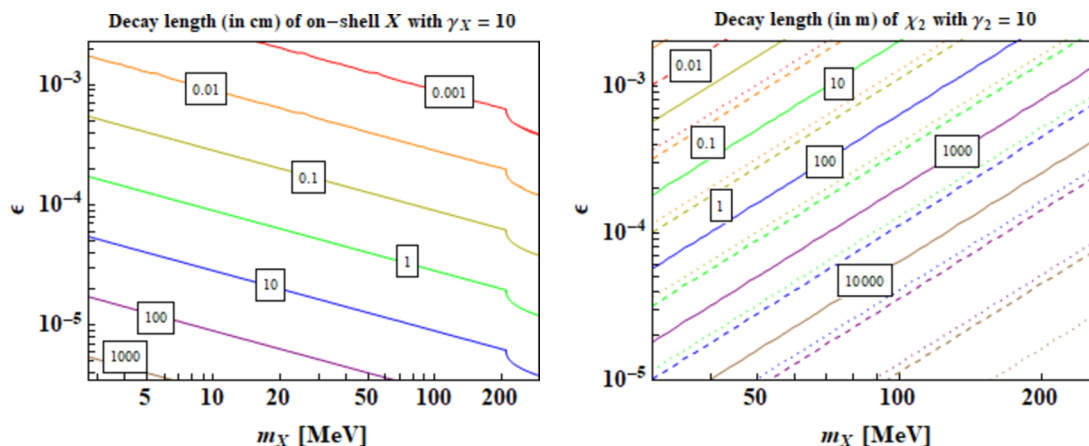 Decay length (in cm) of on−shell X with γX = 10
ϵ
10−3
10−4
10−5
0.001
0.01
0.1
1
10
100
1000
5 10 20 50 100 200
mX [MeV]
Decay length (in m) of χ2 with γ2 = 10
ϵ
10−3
10−4
10−5
0.01
10
0.1
100
1000
1
10 000
50 100 200
mX [MeV]